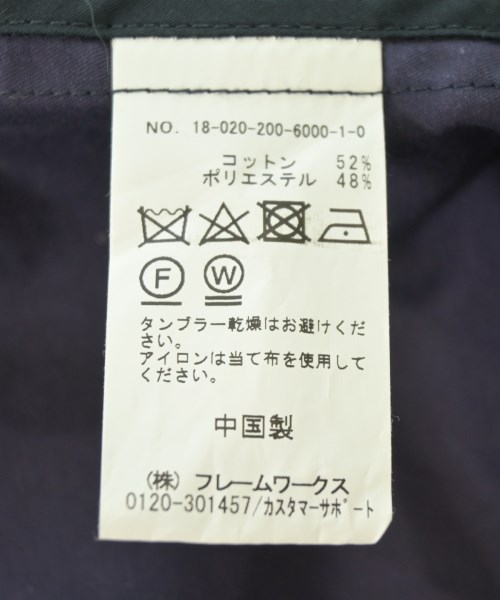 NO. 18-020-200-6000-1-0
コットン 52%
ポリエステル 48%
F W
タンブラー乾燥はお避けくだ
さい。
アイロンは当て布を使用して
ください。
中国製
(株) フレームワークス
0120-301457/カスタマーサポート